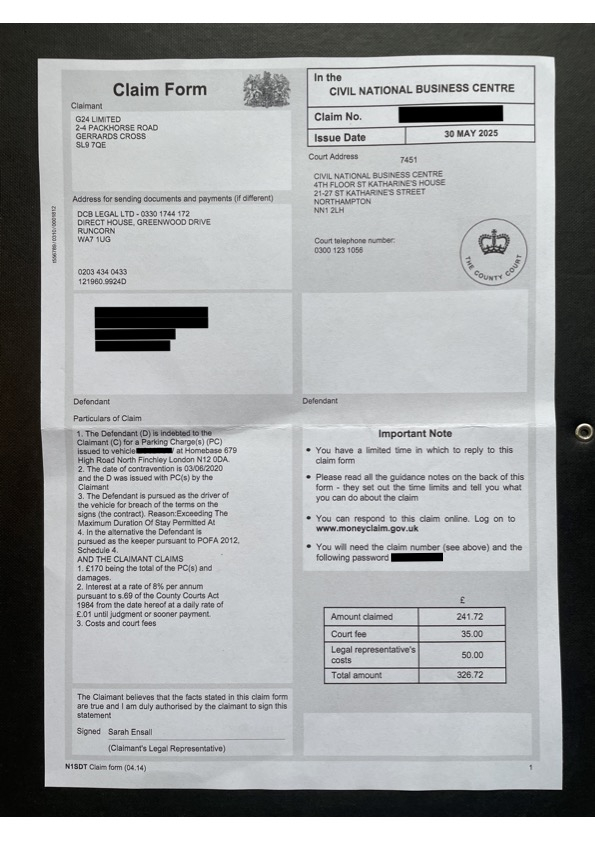 Claim Form
Claimant
G24 LIMITED
2-4 PACKHORSE ROAD
GERRARDS CROSS
SL9 7QE
In the
CIVIL NATIONAL BUSINESS CENTRE
Claim No.
Issue Date 30 MAY 2025
Court Address 7451
CIVIL NATIONAL BUSINESS CENTRE
4TH FLOOR ST KATHARINE'S HOUSE
21-27 ST KATHARINE'S STREET
NORTHAMPTON
NN1 2LH
Court telephone number:
0300 123 1056
THE COUNTY COURT
Address for sending documents and payments (if different)
DCB LEGAL LTD - 0330 1744 172
DIRECT HOUSE, GREENWOOD DRIVE
RUNCORN
WA7 1UG
0203 434 0433
121960.9924D
Defendant
Defendant
Particulars of Claim
1. The Defendant (D) is indebted to the
Claimant (C) for a Parking Charge(s) (PC)
issued to vehicle at Homebase 679
High Road North Finchley London N12 0DA.
2. The date of contravention is 03/06/2020
and the D was issued with PC(s) by the
Claimant
3. The Defendant is pursued as the driver of
the vehicle for breach of the terms on the
signs (the contract). Reason:Exceeding The
Maximum Duration Of Stay Permitted At
4. In the alternative the Defendant is
pursued as the keeper pursuant to POFA 2012,
Schedule 4.
AND THE CLAIMANT CLAIMS
1. £170 being the total of the PC(s) and
damages.
2. Interest at a rate of 8% per annum
pursuant to s.69 of the County Courts Act
1984 from the date hereof at a daily rate of
£.01 until judgment or sooner payment.
3. Costs and court fees
Important Note
• You have a limited time in which to reply to this
claim form
• Please read all the guidance notes on the back of this
form - they set out the time limits and tell you what
you can do about the claim
• You can respond to this claim online. Log on to
www.moneyclaim.gov.uk
• You will need the claim number (see above) and the
following password
£
Amount claimed 241.72
Court fee 35.00
Legal representative's
costs 50.00
Total amount 326.72
The Claimant believes that the facts stated in this claim form
are true and I am duly authorised by the claimant to sign this
statement
Signed Sarah Ensall
(Claimant's Legal Representative)
N1SDT Claim form (04.14) 1